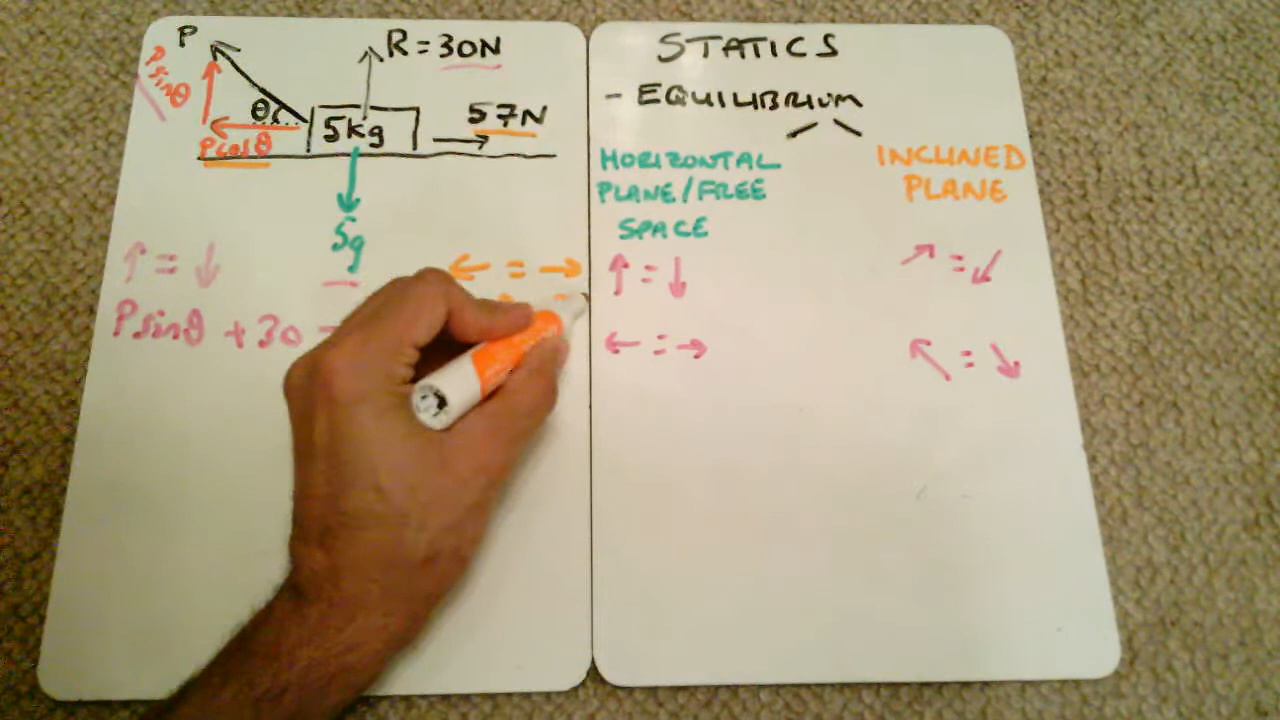 P
R = 30N
Psinθ
θ
5kg
57N
Pcosθ
5g
↑ = ↓
← = →
Psinθ + 30
STATICS
- EQUILIBRIUM
HORIZONTAL
PLANE/FREE
SPACE
↑ = ↓
← = →
INCLINED
PLANE
↗ = ↙
↖ = ↘